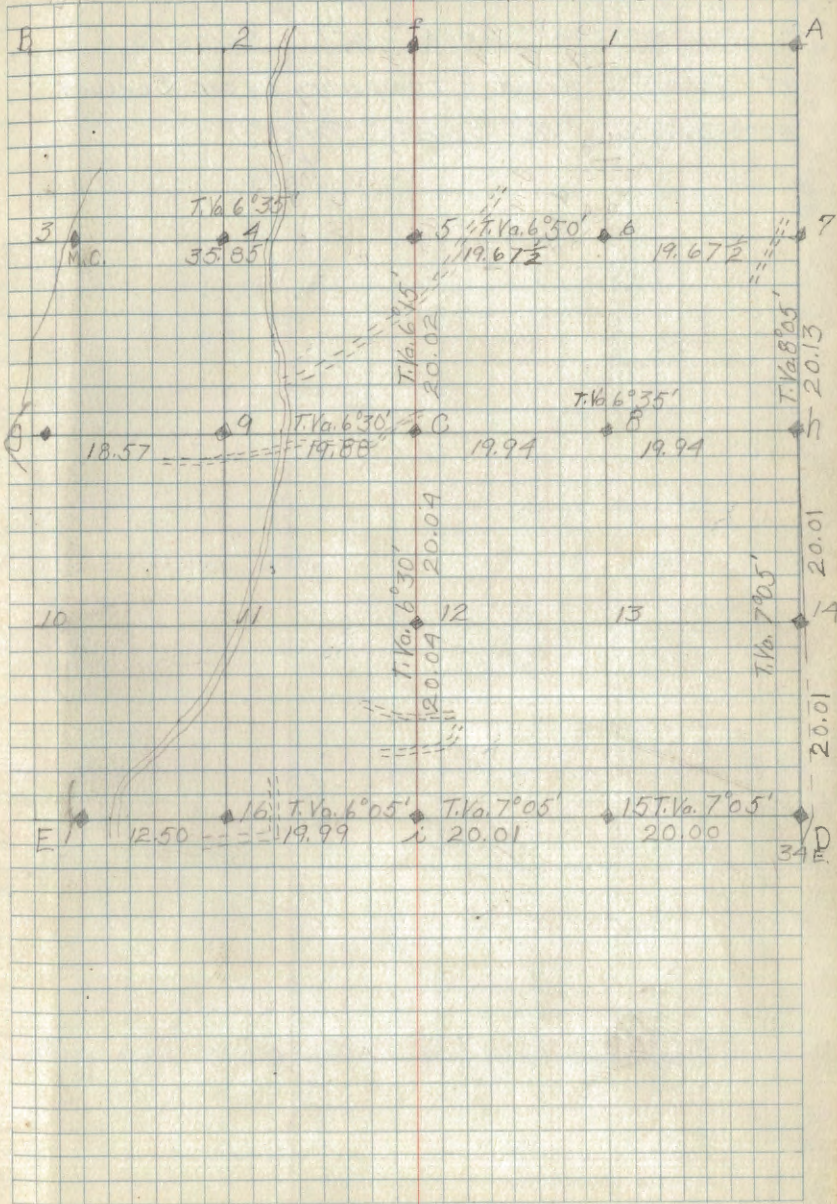 B 2 f 1 A
T.Va. 6°35'
3 4 5 T.Va. 6°50' 6 7
M.C. 35.85 19.67½ 19.67½
T.Va. 6°15'
20.02
T.Va. 8°05'
20.13
T.Va. 6°35'
9 T.Va. 6°30' C 8 h
18.57 19.88 19.94 19.94
20.04
20.01
T.Va. 6°30'
T.Va. 7°05'
10 11 12 13 14
20.04
20.01
E 16 T.Va. 6°05' T.Va. 7°05' 15 T.Va. 7°05'
12.50 19.99 i 20.01 20.00 D
34 E